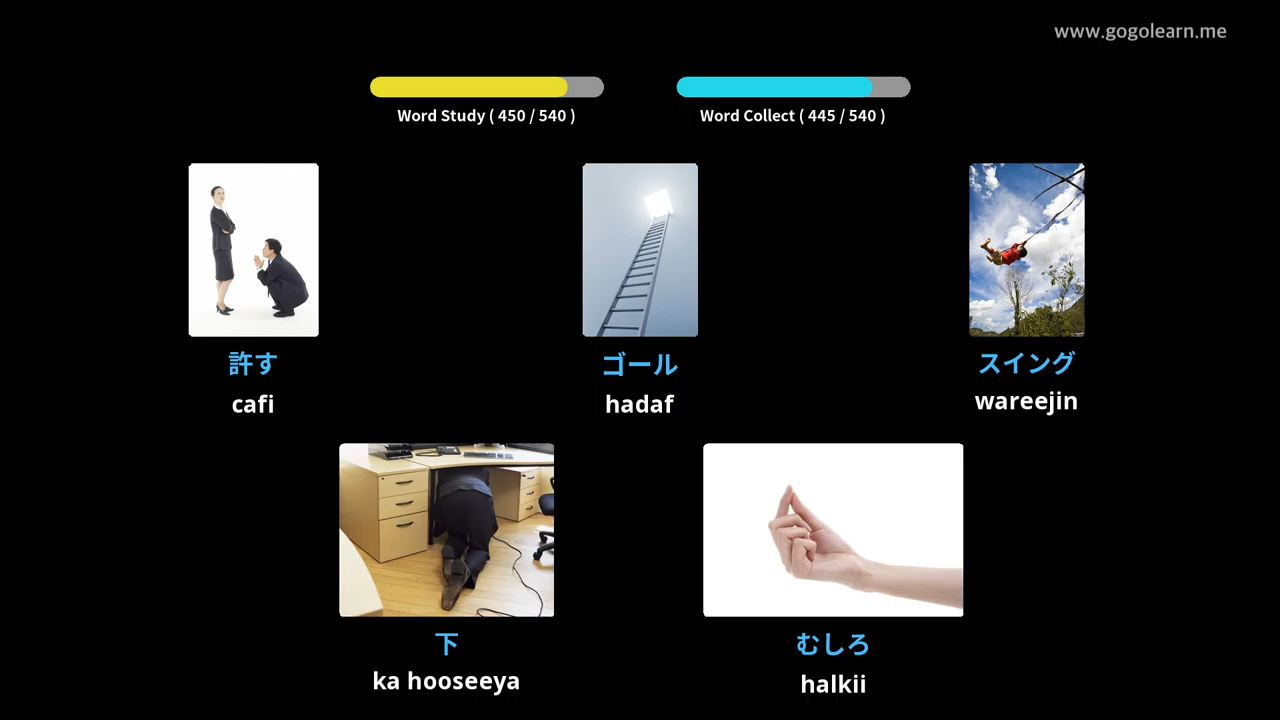 www.gogolearn.me
Word Study ( 450 / 540 )
Word Collect ( 445 / 540 )
許す
cafi
ゴール
hadaf
スイング
wareejin
下
ka hooseeya
むしろ
halkii